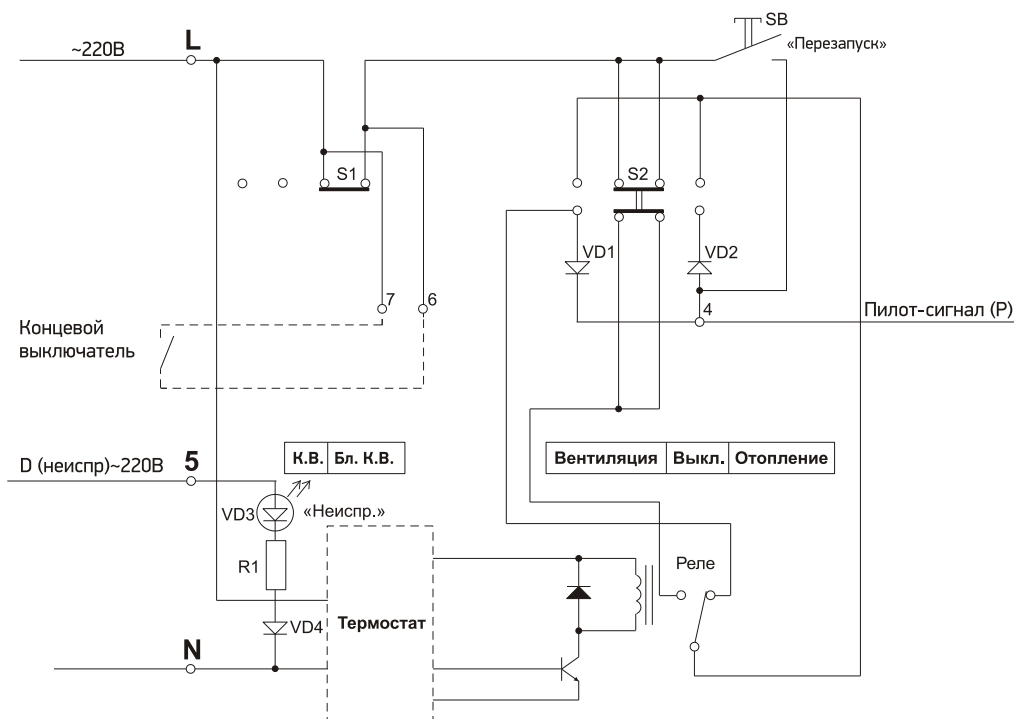 SB
~220В
L
«Перезапуск»
S1
S2
VD1
VD2
7
6
4
Пилот-сигнал (Р)
Концевой
выключатель
К.В. Бл. К.В.
Вентиляция Выкл. Отопление
D (неиспр)~220В
5
VD3
«Неиспр.»
R1
Реле
Термостат
VD4
N